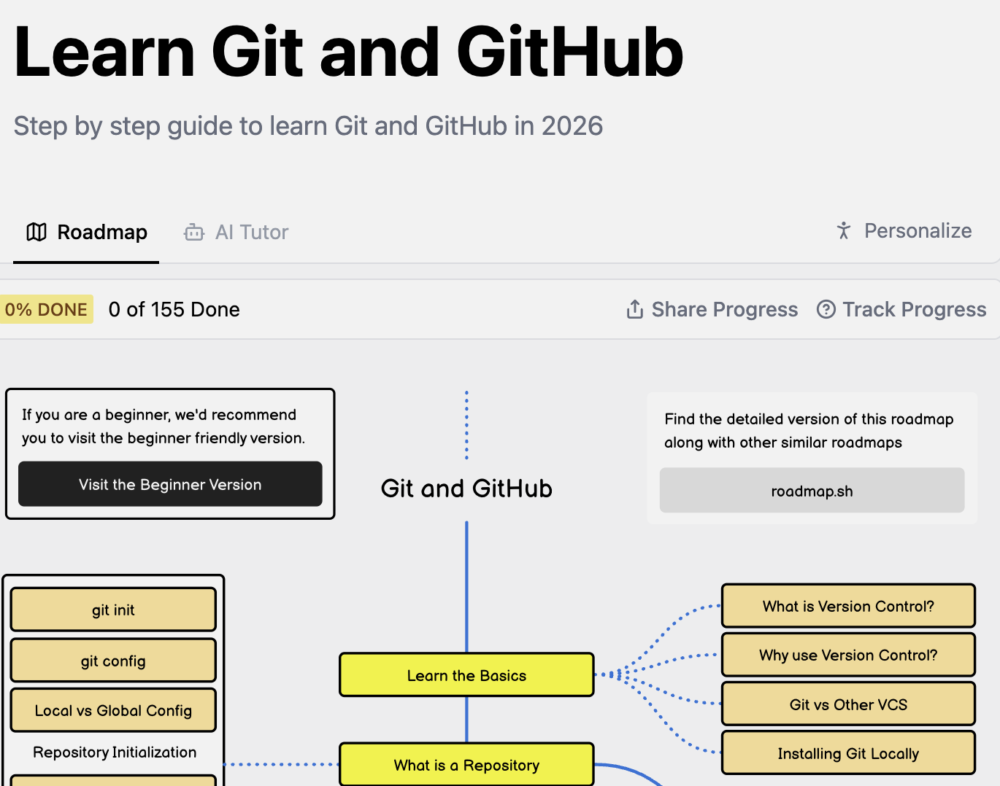 Learn Git and GitHub
Step by step guide to learn Git and GitHub in 2026
Roadmap
AI Tutor
Personalize
0% DONE
0 of 155 Done
Share Progress
Track Progress
If you are a beginner, we'd recommend
you to visit the beginner friendly version.
Visit the Beginner Version
Git and GitHub
Find the detailed version of this roadmap
along with other similar roadmaps
roadmap.sh
git init
git config
Local vs Global Config
Repository Initialization
Learn the Basics
What is a Repository
What is Version Control?
Why use Version Control?
Git vs Other VCS
Installing Git Locally